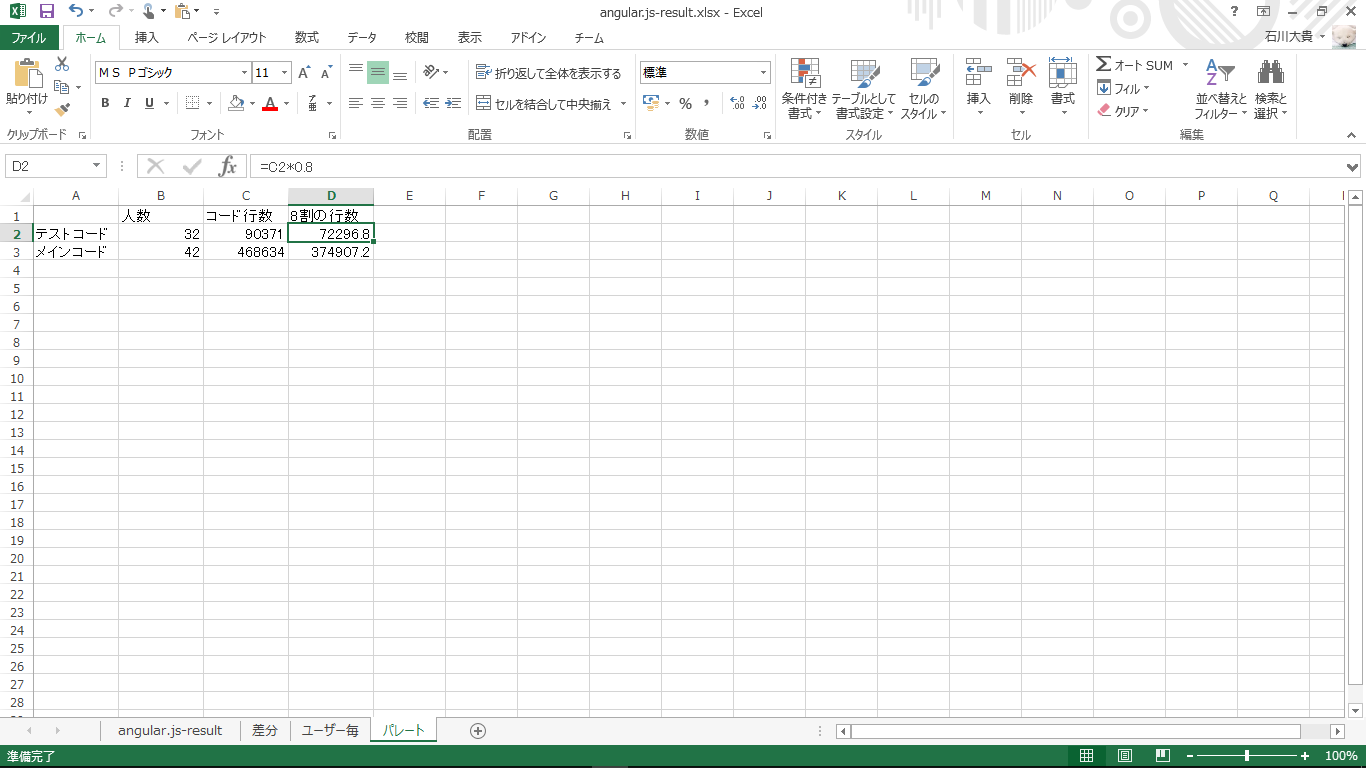 angular.js-result.xlsx - Excel
ファイル ホーム 挿入 ページ レイアウト 数式 データ 校閲 表示 アドイン チーム 石川大貴
ＭＳ Ｐゴシック 11 折り返して全体を表示する 標準 オート SUM
貼り付け B I U セルを結合して中央揃え % 条件付き書式 テーブルとして書式設定 セルのスタイル 挿入 削除 書式 フィル クリア 並べ替えとフィルター 検索と選択
クリップボード フォント 配置 数値 スタイル セル 編集
D2 fx =C2*0.8
A B C D E F G H I J K L M N O P Q
1 人数 コード行数 8割の行数
2 テストコード 32 90371 72296.8
3 メインコード 42 468634 374907.2
4
5
6
7
8
9
10
11
12
13
14
15
16
17
18
19
20
21
22
23
24
25
26
27
28
angular.js-result 差分 ユーザー毎 パレート
準備完了 100%